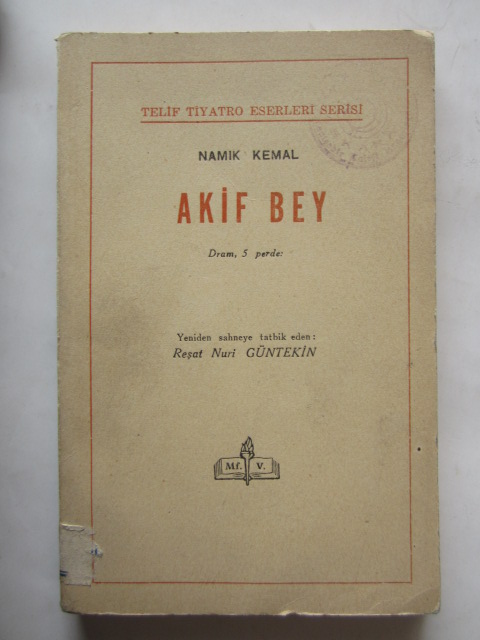 TELİF TİYATRO ESERLERİ SERİSİ
NAMIK KEMAL
AKİF BEY
Dram, 5 perde:
Yeniden sahneye tatbik eden:
Reşat Nuri GÜNTEKİN
Mf. V.